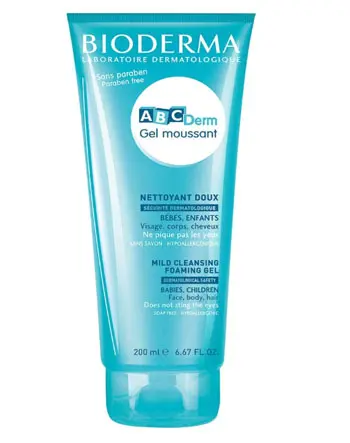 BIODERMA
LABORATOIRE DERMATOLOGIQUE
Sans paraben
Paraben free
ABCDerm
Gel moussant
NETTOYANT DOUX
SÉCURITÉ DERMATOLOGIQUE
BÉBÉS, ENFANTS
Visage, corps, cheveux
Ne pique pas les yeux
SANS SAVON - HYPOALLERGÉNIQUE
MILD CLEANSING
FOAMING GEL
DERMATOLOGICAL SAFETY
BABIES, CHILDREN
Face, body, hair
Does not sting the eyes
SOAP FREE - HYPOALLERGENIC
200 ml e 6.67 FL.OZ.